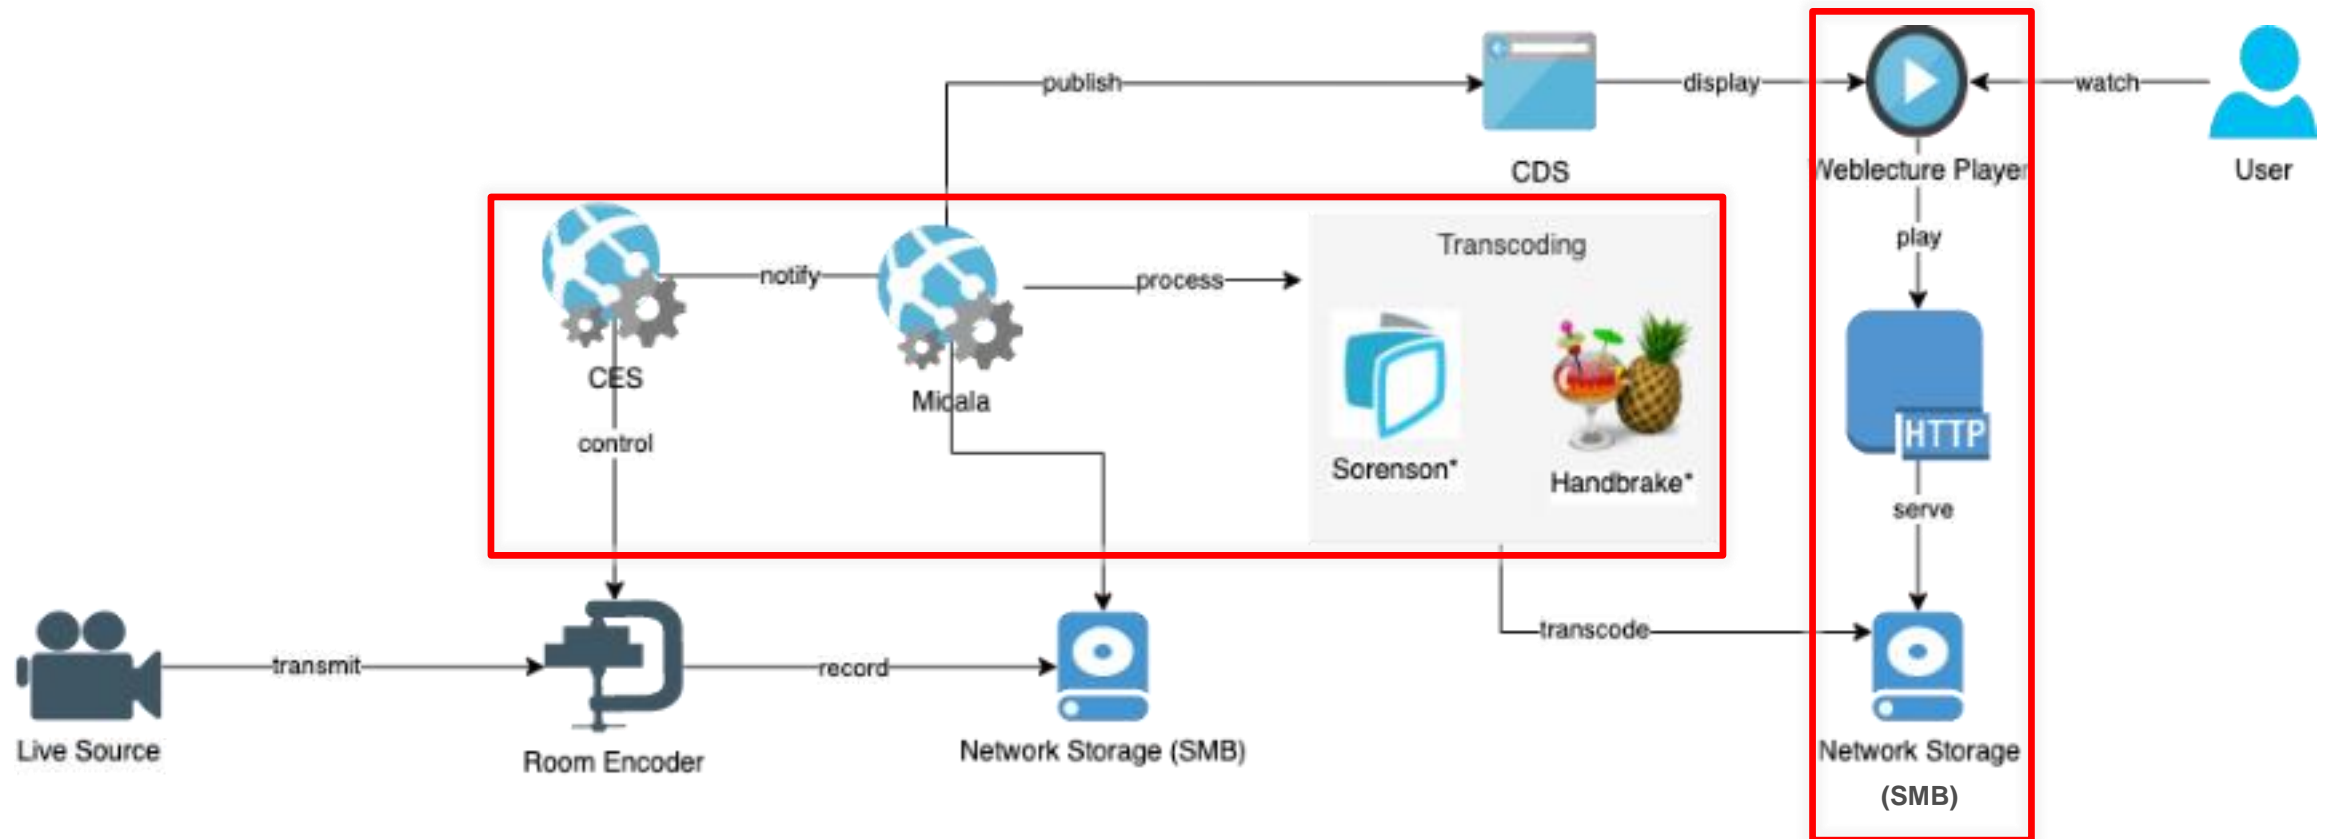 publish
display
watch
CDS
Weblecture Player
User
Transcoding
play
notify
process
CES
Micala
HTTP
control
Sorenson*
Handbrake*
serve
transcode
transmit
record
Live Source
Room Encoder
Network Storage (SMB)
Network Storage
(SMB)